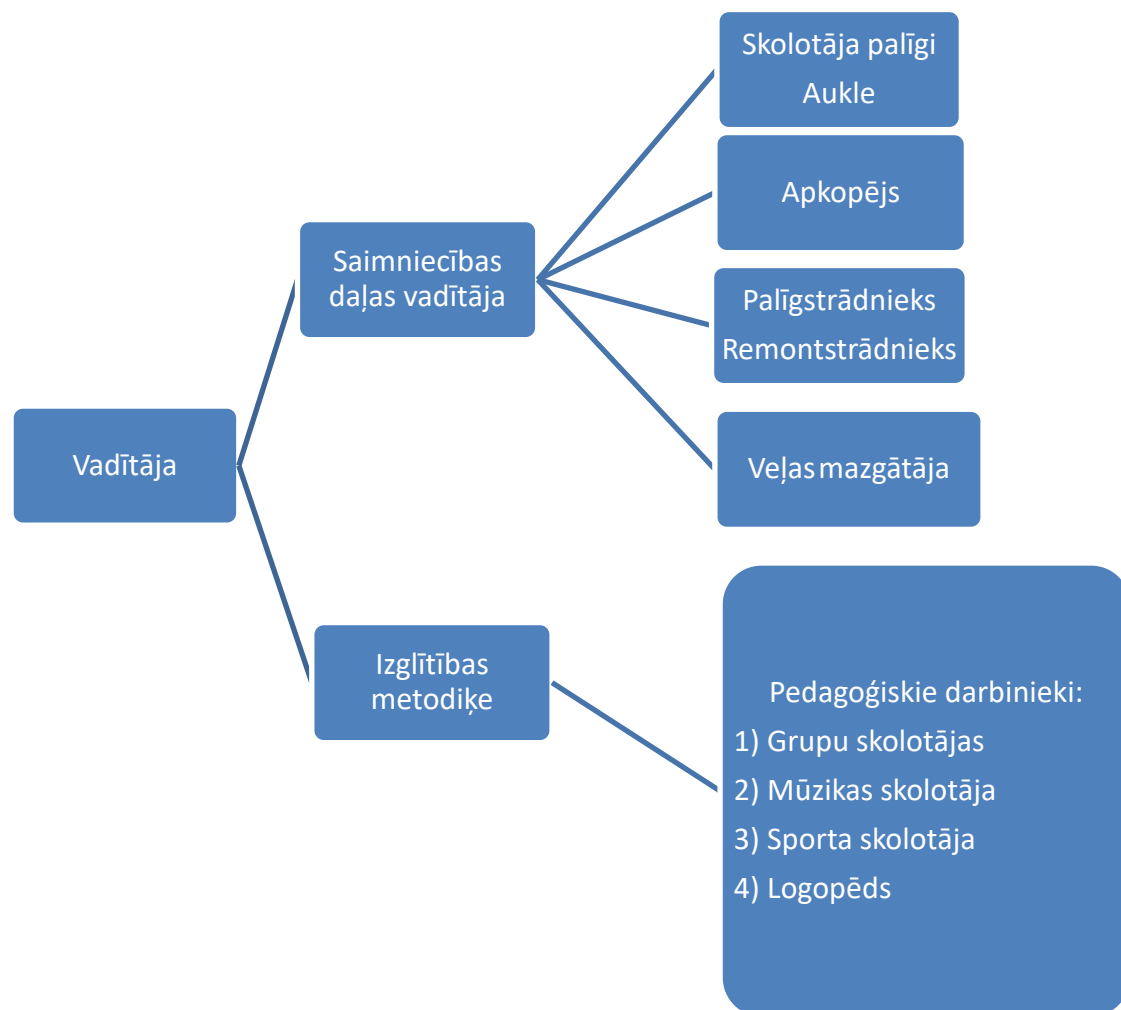 Skolotāja palīgi
Aukle
Apkopējs
Saimniecības
daļas vadītāja
Palīgstrādnieks
Remontstrādnieks
Vadītāja
Veļas mazgātāja
Izglītības
metodiķe
Pedagoģiskie darbinieki:
1) Grupu skolotājas
2) Mūzikas skolotāja
3) Sporta skolotāja
4) Logopēds